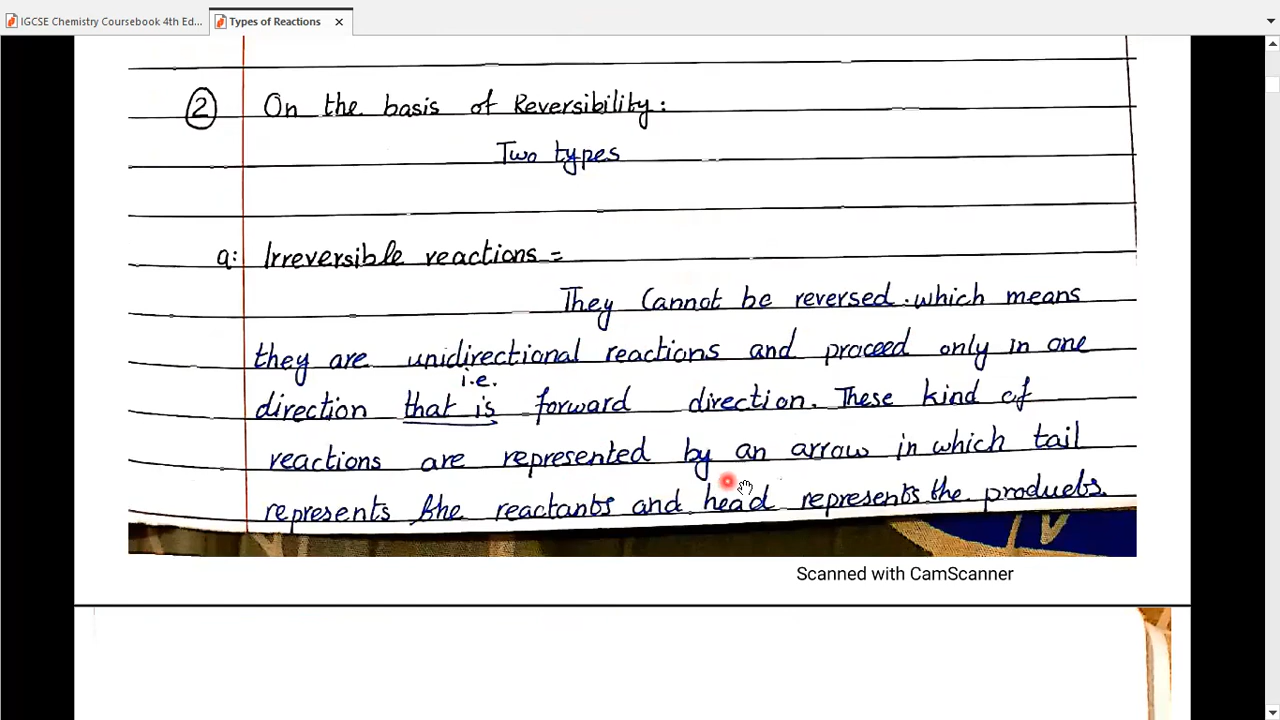 IGCSE Chemistry Coursebook 4th Ed...
Types of Reactions
2 On the basis of Reversibility:
Two types
a: Irreversible reactions =
They Cannot be reversed. which means
they are unidirectional reactions and proceed only in one
i.e.
direction that is forward direction. These kind of
reactions are represented by an arrow in which tail
represents the reactants and head represents the products.
Scanned with CamScanner